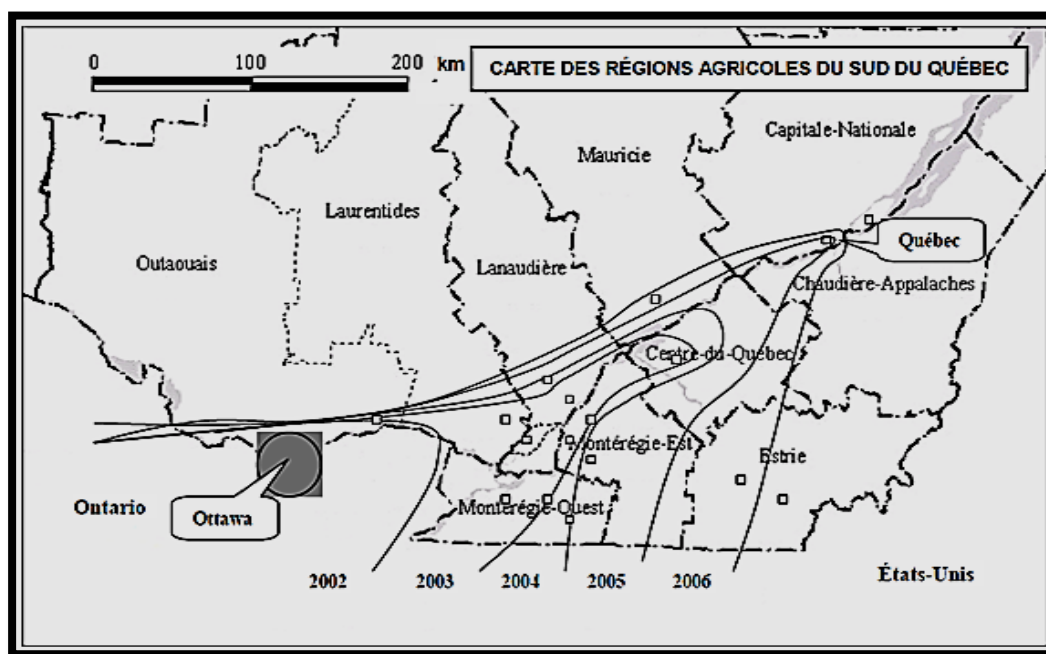 0 100 200 km
CARTE DES RÉGIONS AGRICOLES DU SUD DU QUÉBEC
Capitale-Nationale
Mauricie
Laurentides
Outaouais
Lanaudière
Québec
Chaudière-Appalaches
Centre-du-Québec
Montérégie-Est
Estrie
Ontario
Ottawa
Montérégie-Ouest
2002 2003 2004 2005 2006
États-Unis